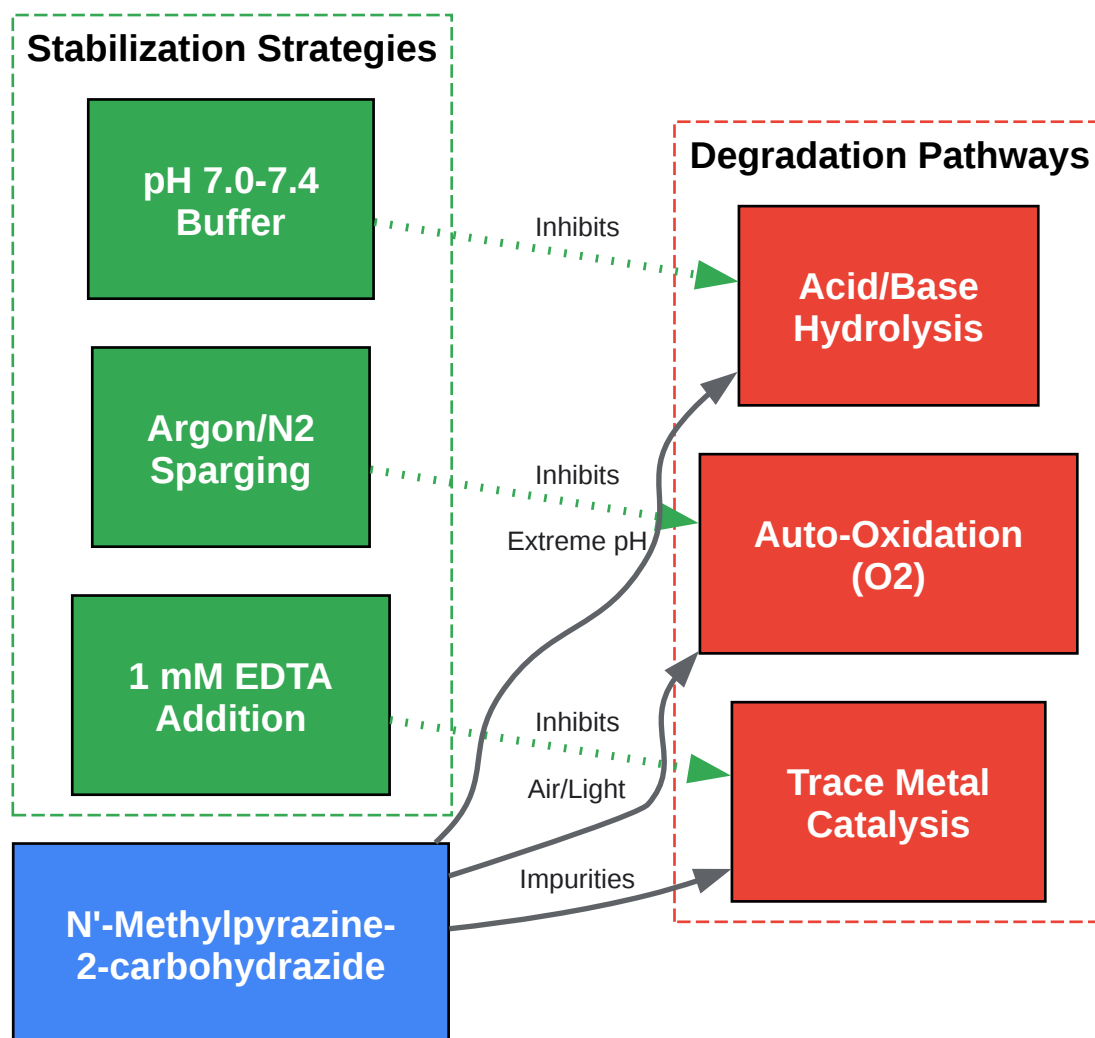 Stabilization Strategies
pH 7.0-7.4
Buffer
Argon/N2
Sparging
1 mM EDTA
Addition
N'-Methylpyrazine-
2-carbohydrazide
Inhibits
Inhibits
Extreme pH
Inhibits
Air/Light
Impurities
Degradation Pathways
Acid/Base
Hydrolysis
Auto-Oxidation
(O2)
Trace Metal
Catalysis